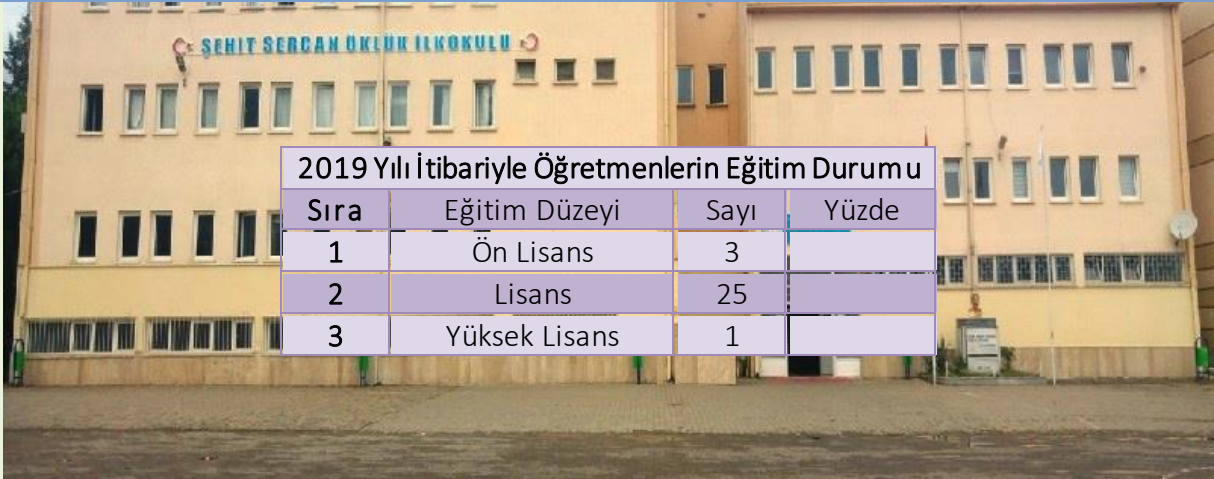 ŞEHİT SERCAN ÖKLÜK İLKOKULU
2019 Yılı İtibariyle Öğretmenlerin Eğitim Durumu
Sıra Eğitim Düzeyi Sayı Yüzde
1 Ön Lisans 3
2 Lisans 25
3 Yüksek Lisans 1